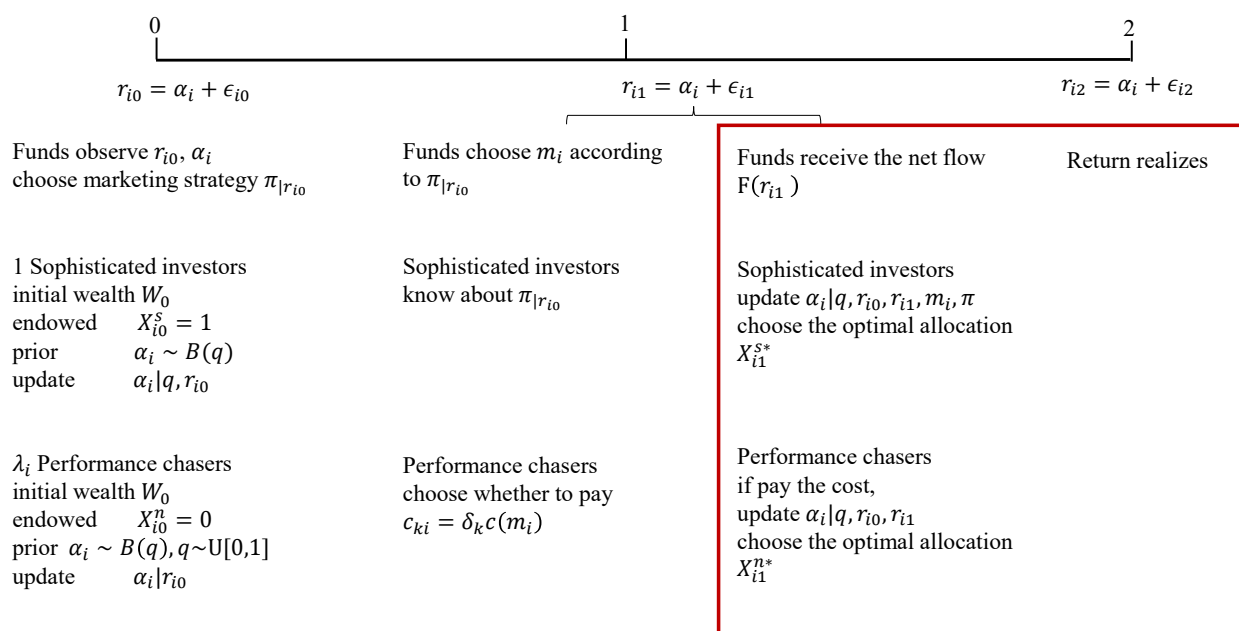 0 1 2
r_{i0} = α_i + ϵ_{i0} r_{i1} = α_i + ϵ_{i1} r_{i2} = α_i + ϵ_{i2}
Funds observe r_{i0}, α_i
choose marketing strategy π_{|r_{i0}}
Funds choose m_i according
to π_{|r_{i0}}
Funds receive the net flow
F(r_{i1})
Return realizes
1 Sophisticated investors
initial wealth W_0
endowed X_{i0}^s = 1
prior α_i ~ B(q)
update α_i|q, r_{i0}
Sophisticated investors
know about π_{|r_{i0}}
Sophisticated investors
update α_i|q, r_{i0}, r_{i1}, m_i, π
choose the optimal allocation
X_{i1}^{s*}
λ_i Performance chasers
initial wealth W_0
endowed X_{i0}^n = 0
prior α_i ~ B(q), q~U[0,1]
update α_i|r_{i0}
Performance chasers
choose whether to pay
c_{ki} = δ_k c(m_i)
Performance chasers
if pay the cost,
update α_i|q, r_{i0}, r_{i1}
choose the optimal allocation
X_{i1}^{n*}